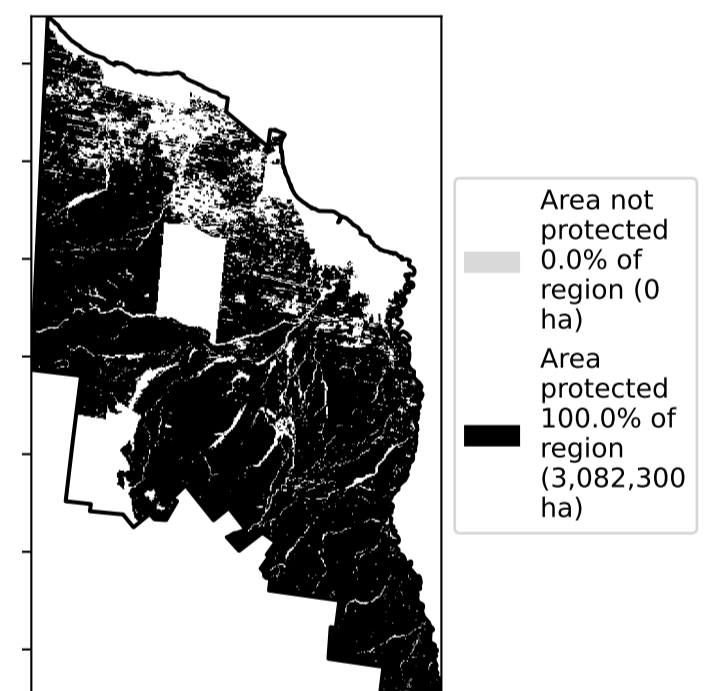 Area not
protected
0.0% of
region (0
ha)
Area
protected
100.0% of
region
(3,082,300
ha)